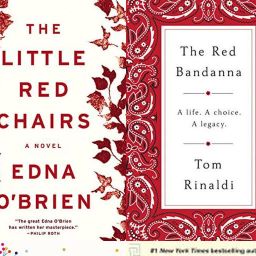 THE
LITTLE
RED
CHAIRS
A NOVEL
EDNA
O'BRIEN
"The great Edna O'Brien
has written her masterpiece."
—PHILIP ROTH
The Red
Bandanna
A life. A choice.
A legacy.
Tom
Rinaldi
#1 New York Times bestselling aut